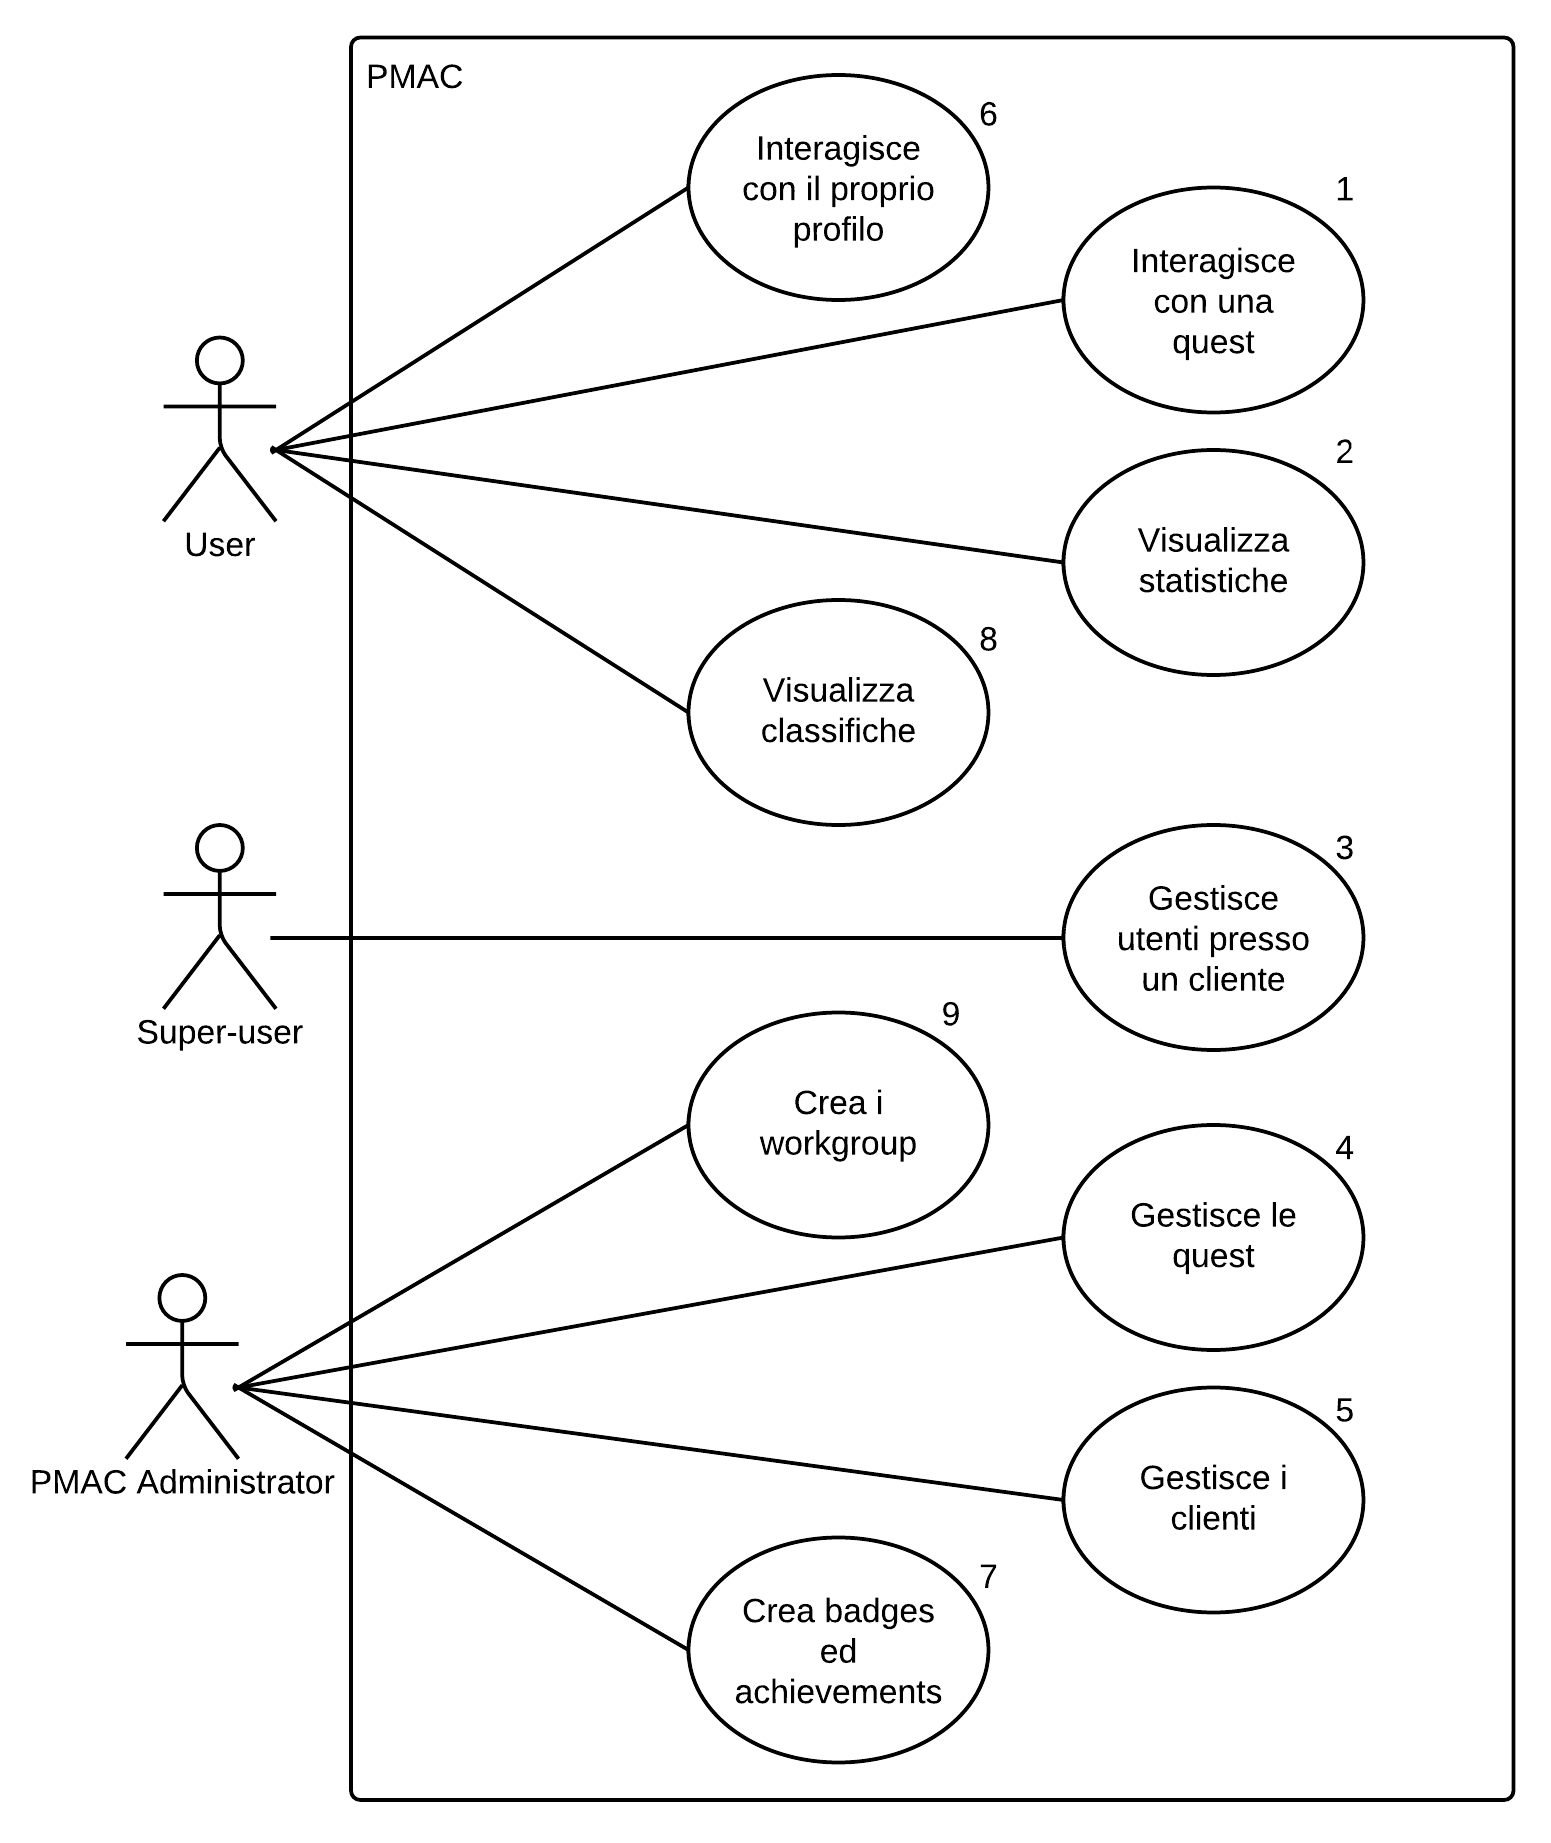 PMAC
6
Interagisce
con il proprio
profilo
1
Interagisce
con una
quest
2
Visualizza
statistiche
User
8
Visualizza
classifiche
3
Gestisce
utenti presso
un cliente
Super-user
9
Crea i
workgroup
4
Gestisce le
quest
5
Gestisce i
clienti
PMAC Administrator
7
Crea badges
ed
achievements